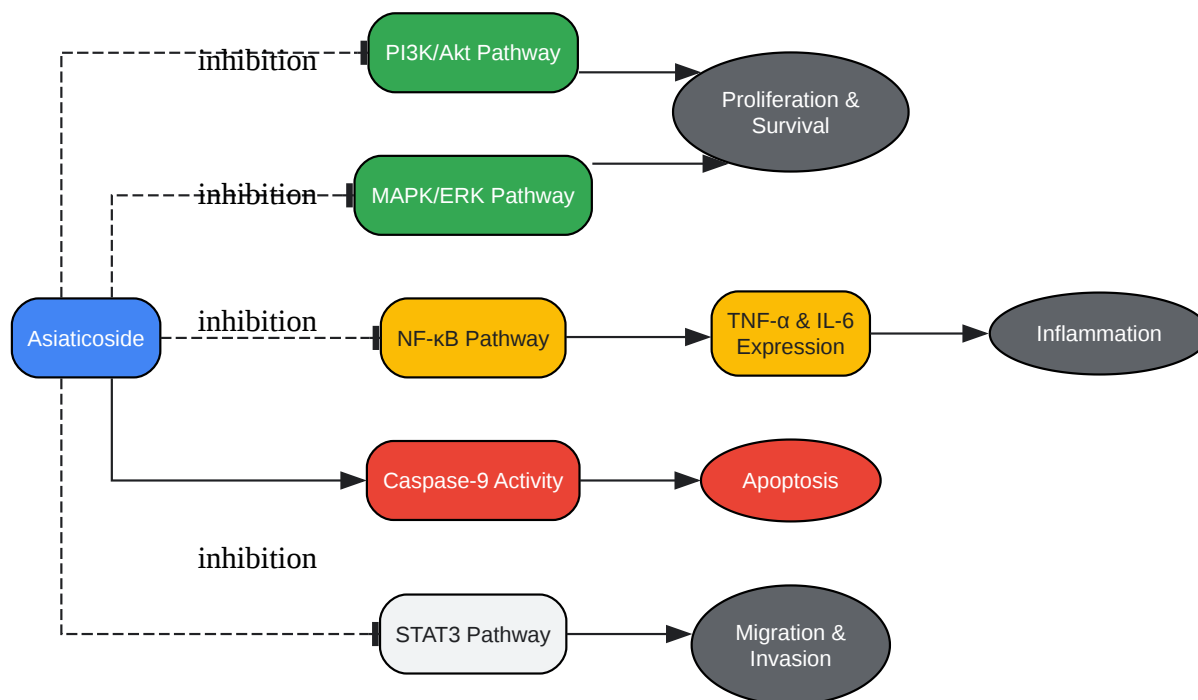 inhibition
PI3K/Akt Pathway
Proliferation &
Survival
inhibition
MAPK/ERK Pathway
Asiaticoside
inhibition
NF-κB Pathway
TNF-α & IL-6
Expression
Inflammation
Caspase-9 Activity
Apoptosis
inhibition
STAT3 Pathway
Migration &
Invasion